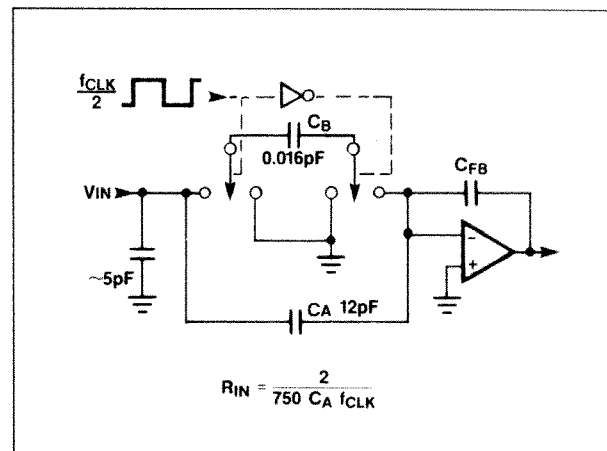 fCLK
2
CB
0.016pF
CFB
VIN
−
+
~5pF
CA 12pF
RIN = 2
750 CA fCLK